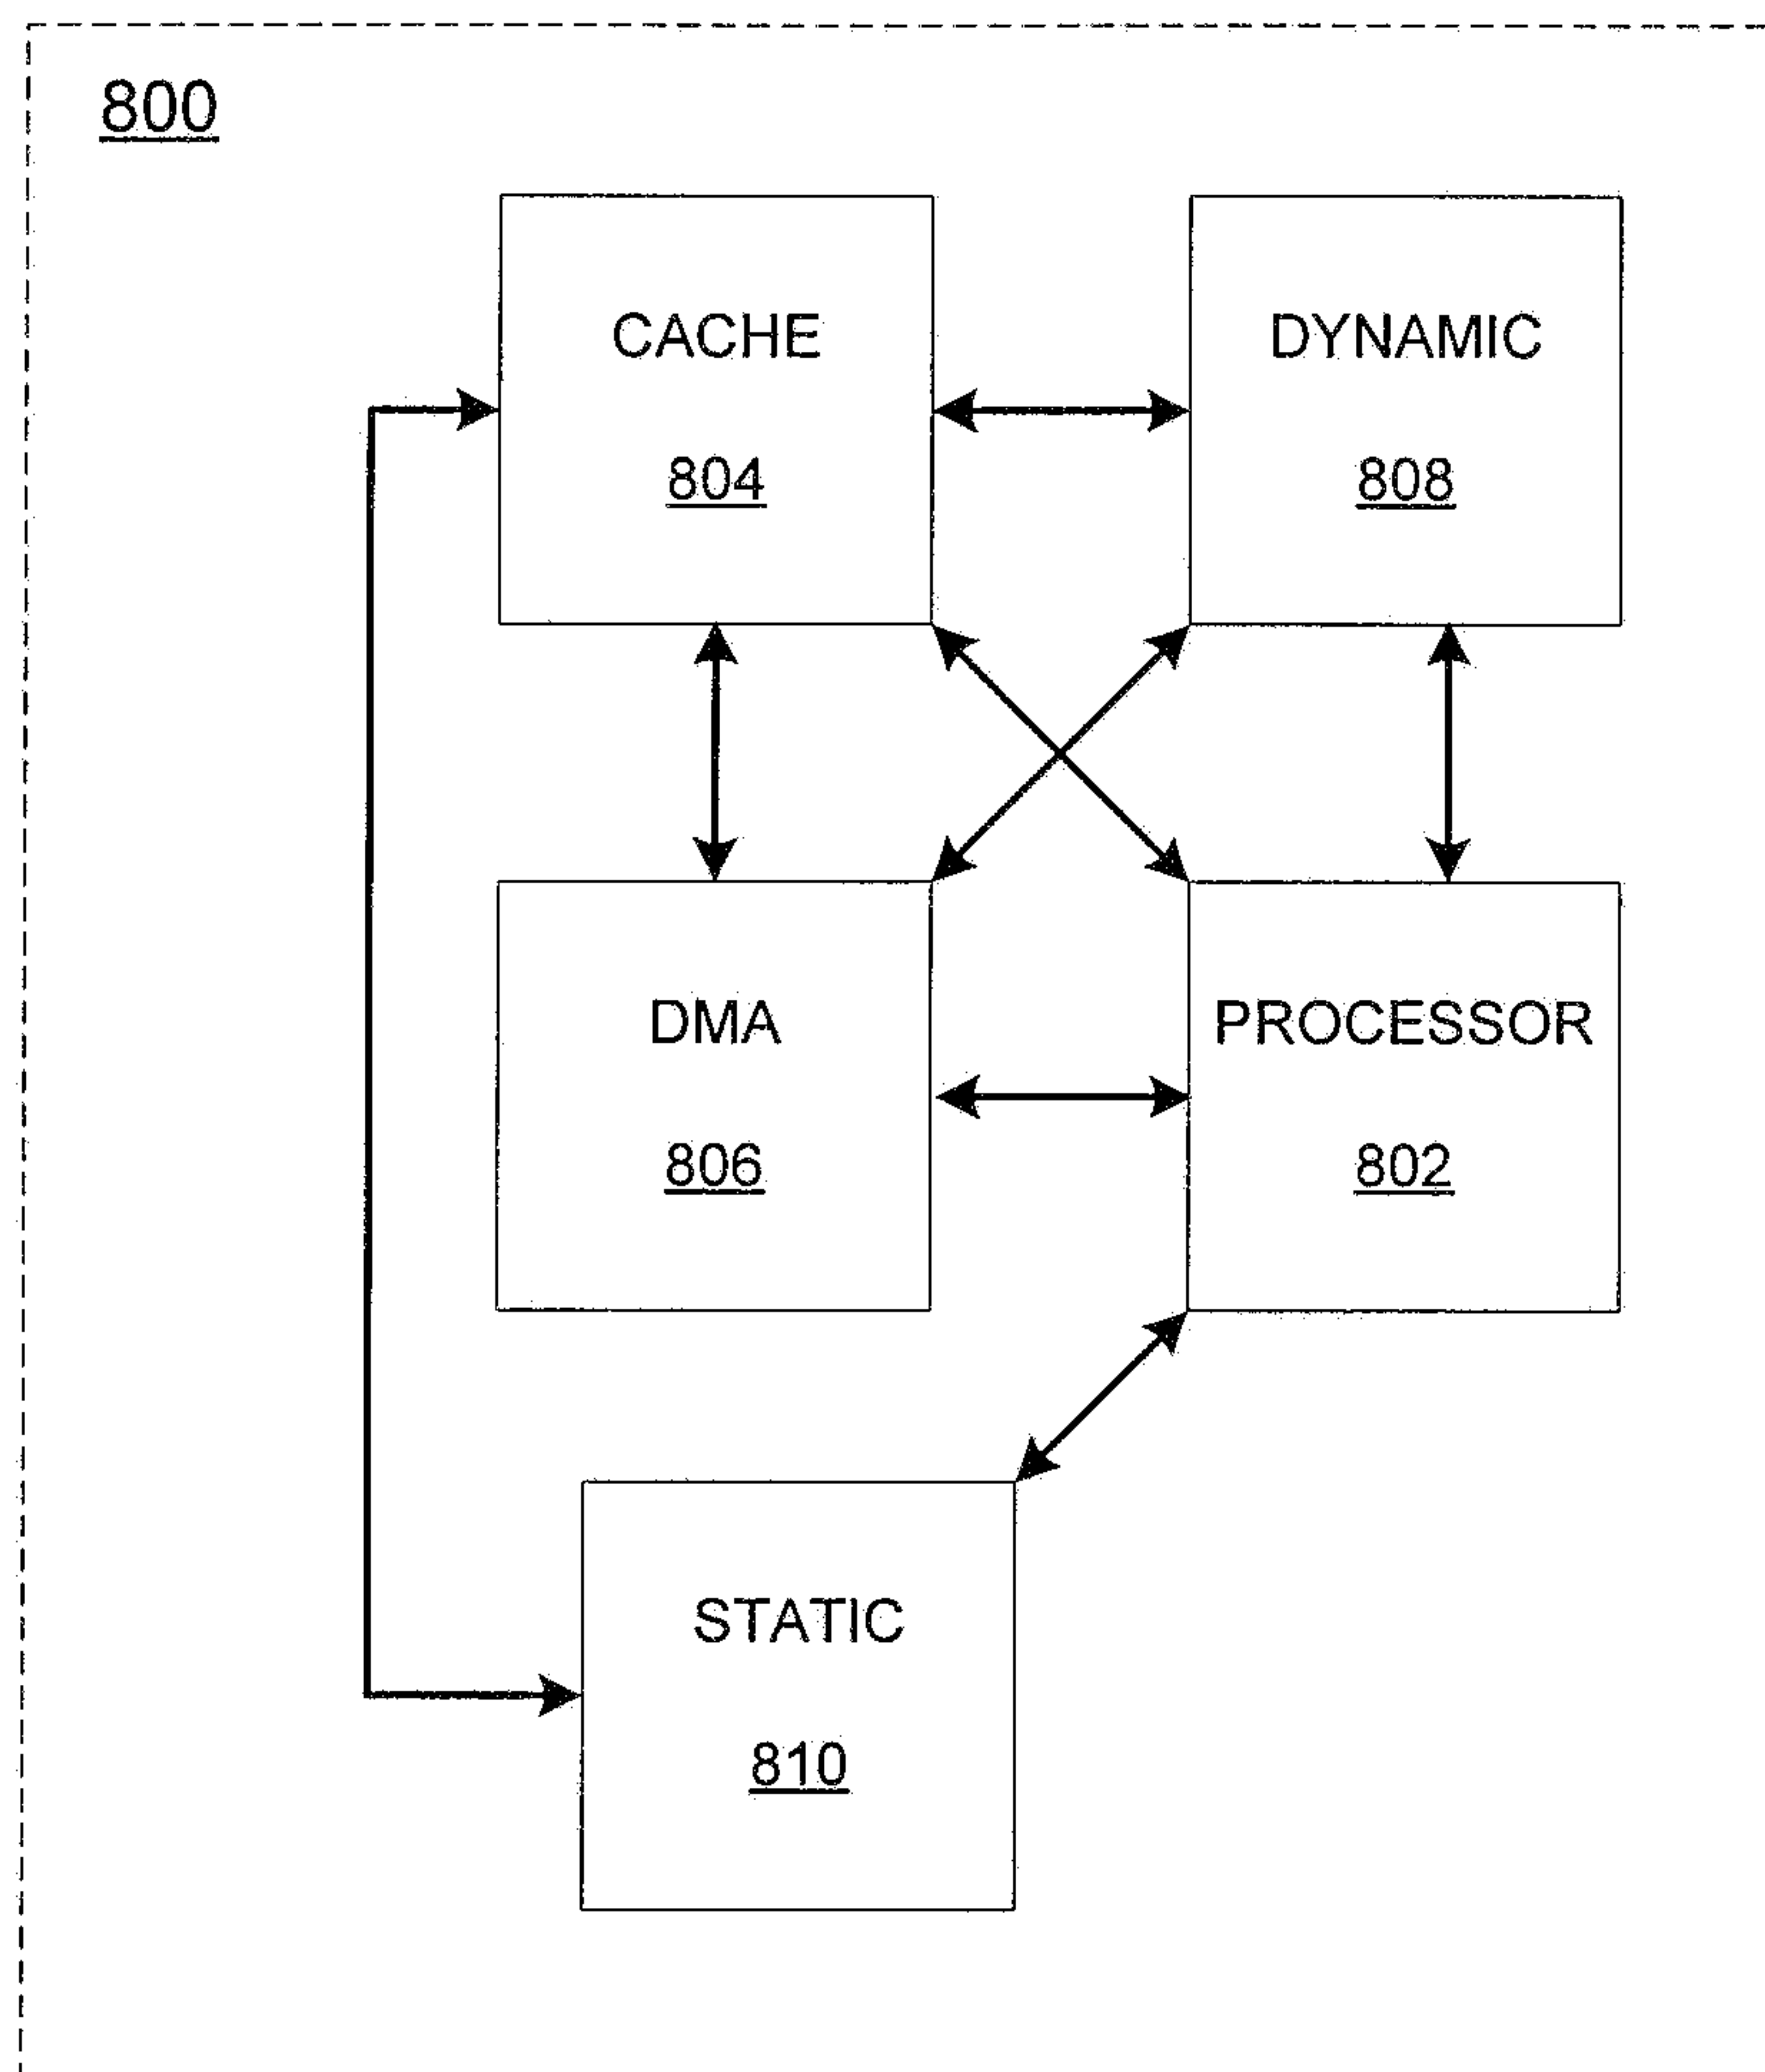 800
CACHE
804
DYNAMIC
808
DMA
806
PROCESSOR
802
STATIC
810